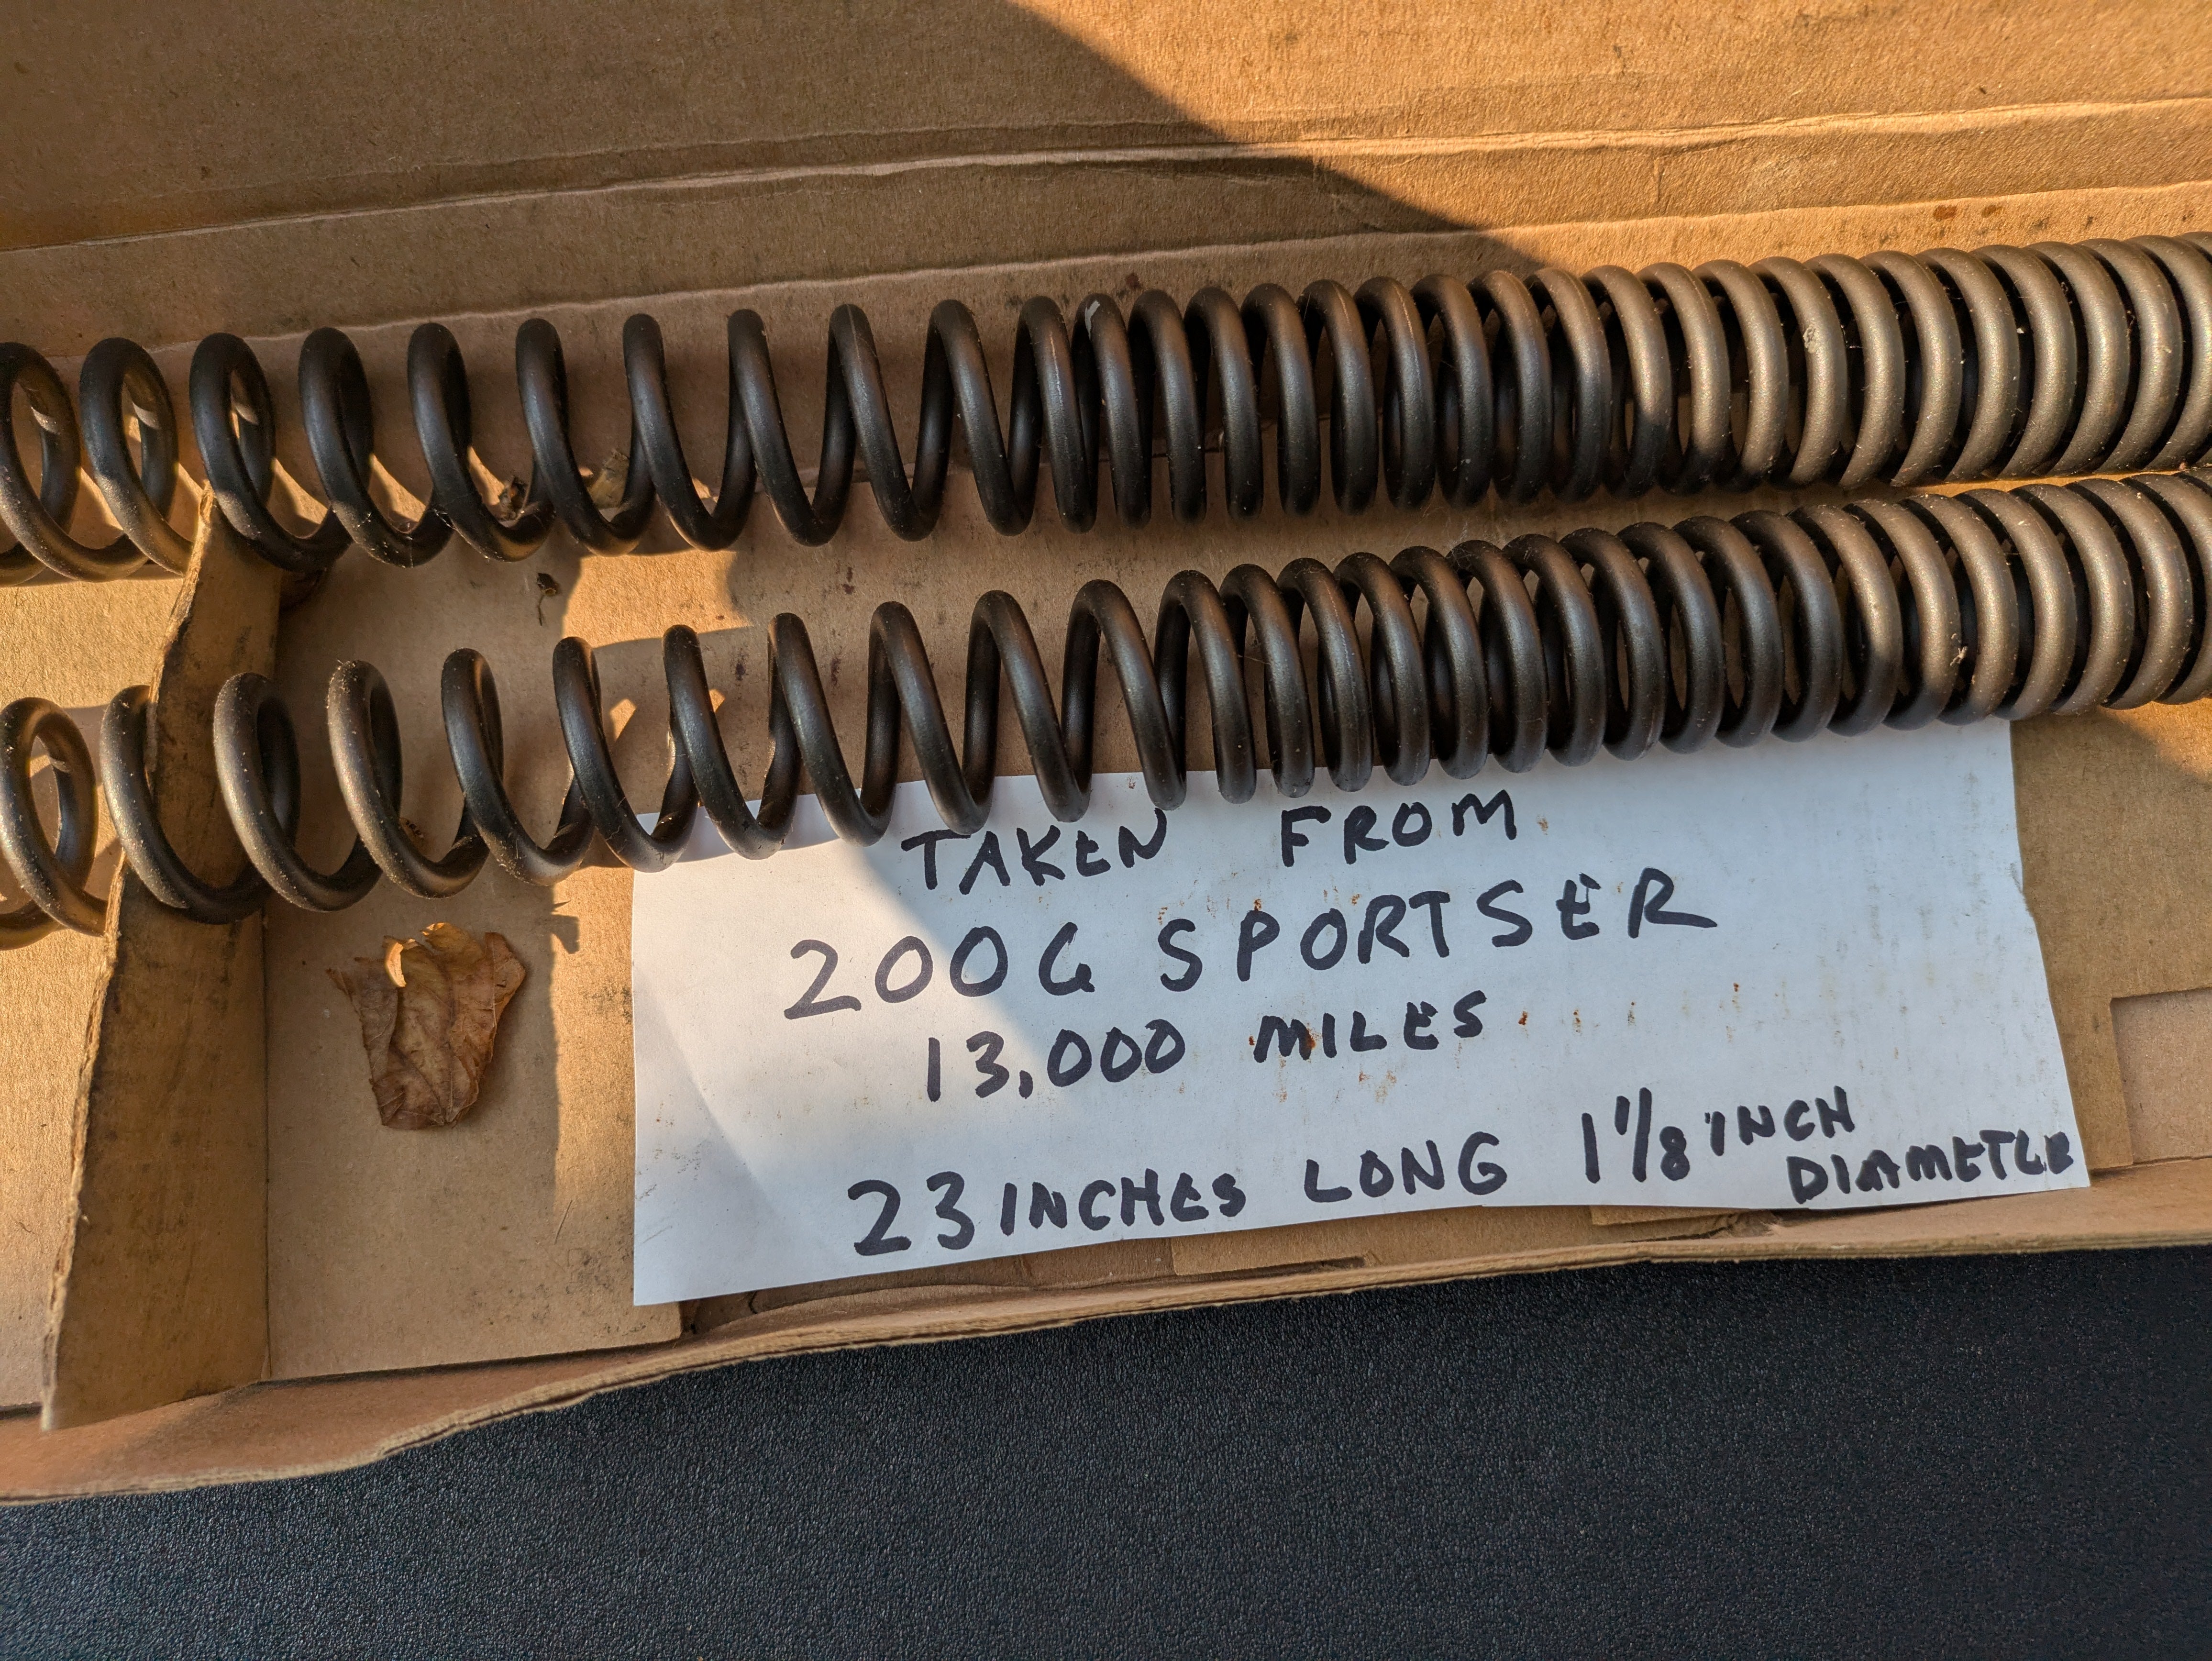 TAKEN FROM
2006 SPORTSER
13,000 MILES
23 INCHES LONG 1 1/8 INCH
DIAMETER